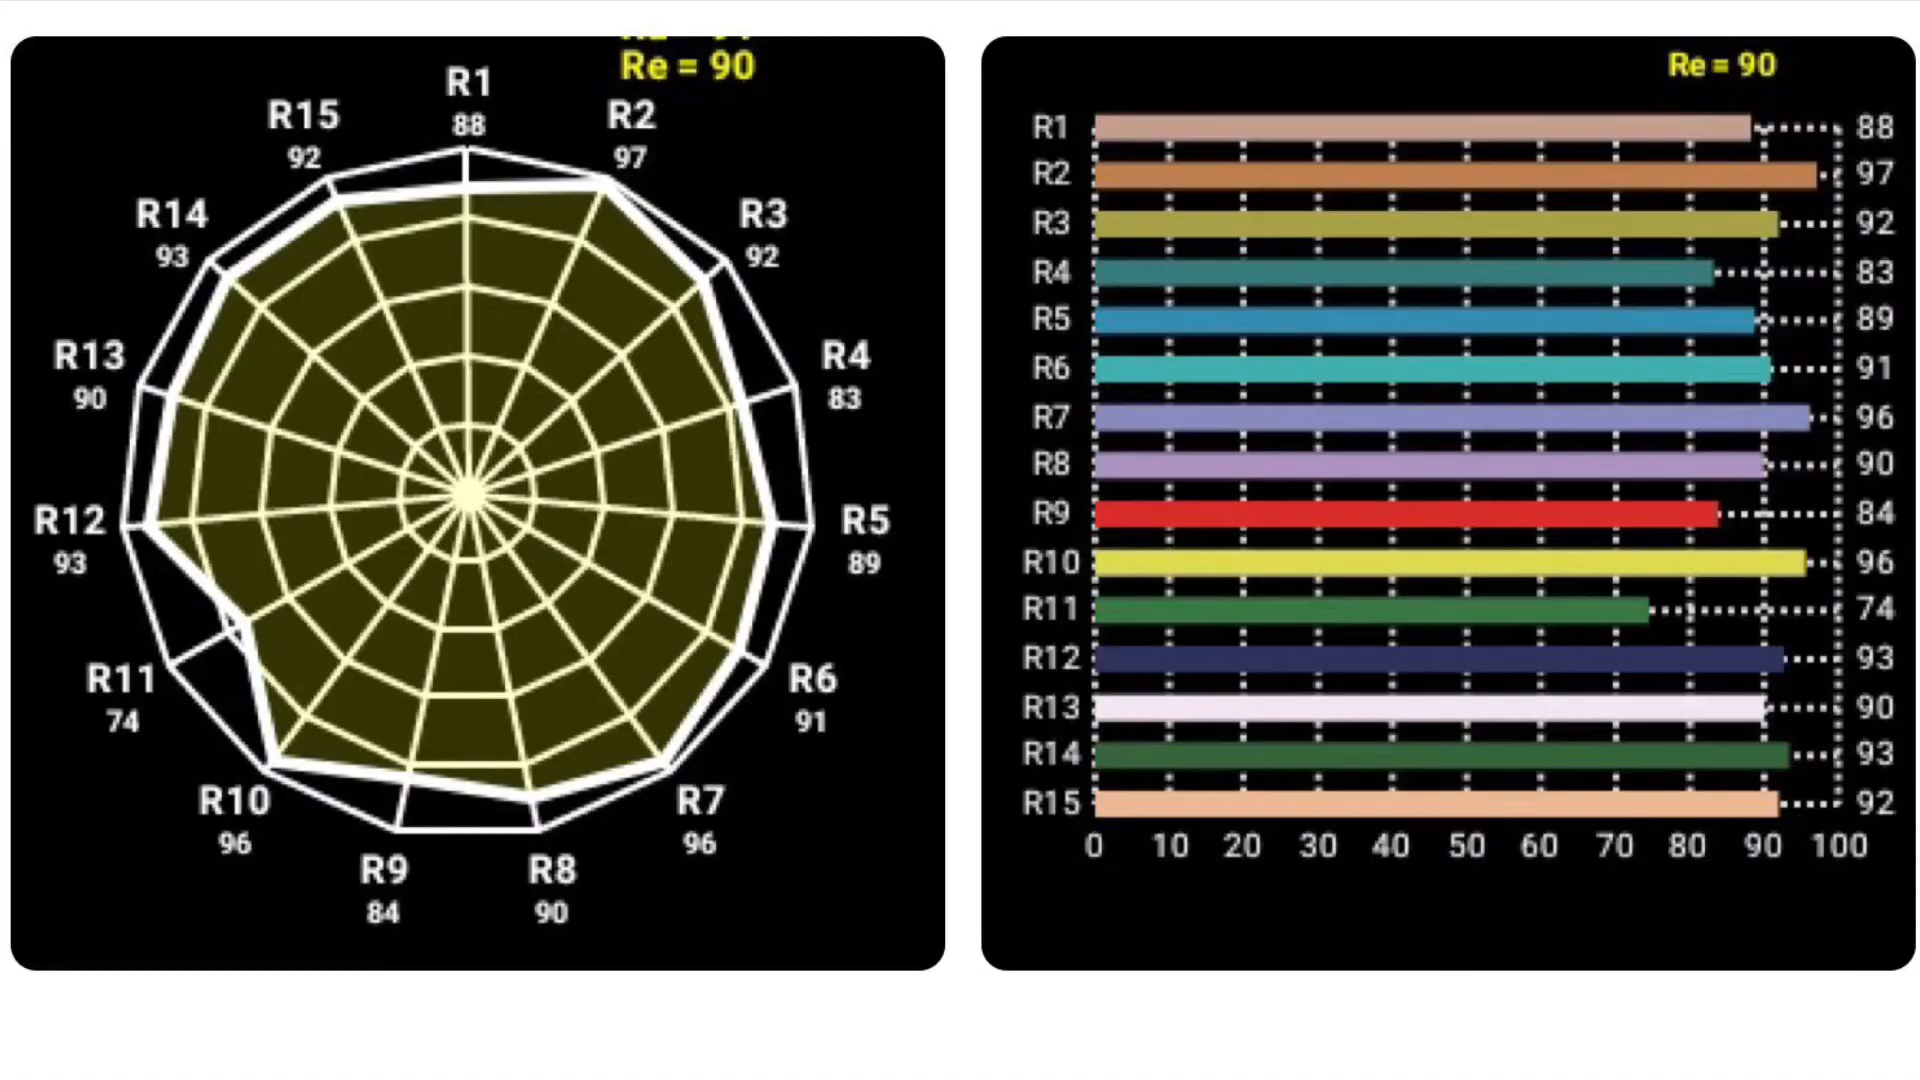 Re = 90
R1
88
R2
97
R3
92
R4
83
R5
89
R6
91
R7
96
R8
90
R9
84
R10
96
R11
74
R12
93
R13
90
R14
93
R15
92
Re = 90
R1 88
R2 97
R3 92
R4 83
R5 89
R6 91
R7 96
R8 90
R9 84
R10 96
R11 74
R12 93
R13 90
R14 93
R15 92
0 10 20 30 40 50 60 70 80 90 100